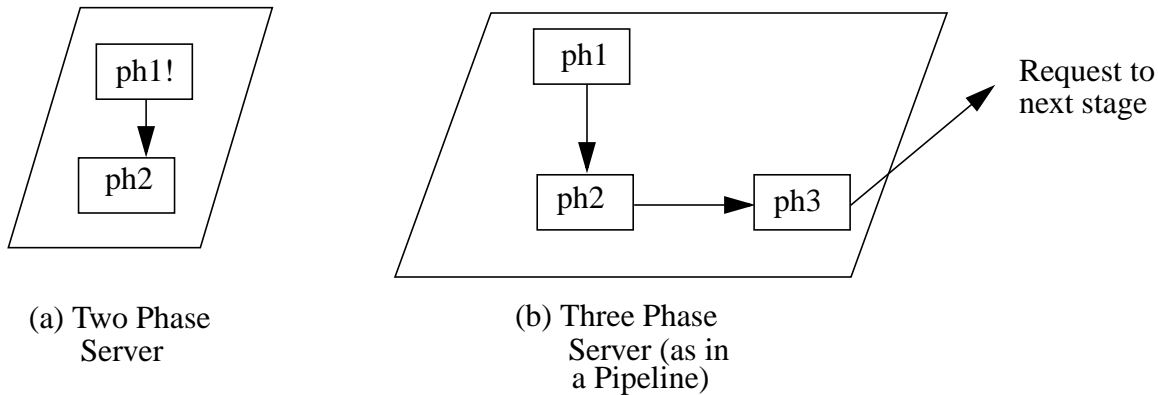 ph1!
ph2
(a) Two Phase
Server
ph1
ph2
ph3
Request to
next stage
(b) Three Phase
Server (as in
a Pipeline)